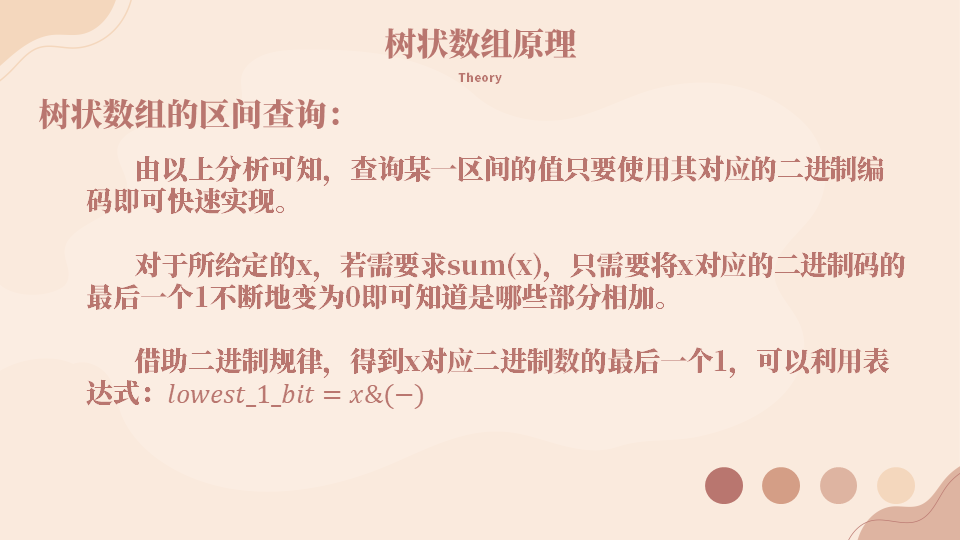 树状数组原理
Theory
树状数组的区间查询：
由以上分析可知，查询某一区间的值只要使用其对应的二进制编
码即可快速实现。
对于所给定的x，若需要求sum(x)，只需要将x对应的二进制码的
最后一个1不断地变为0即可知道是哪些部分相加。
借助二进制规律，得到x对应二进制数的最后一个1，可以利用表
达式：lowest_1_bit = x&(−)